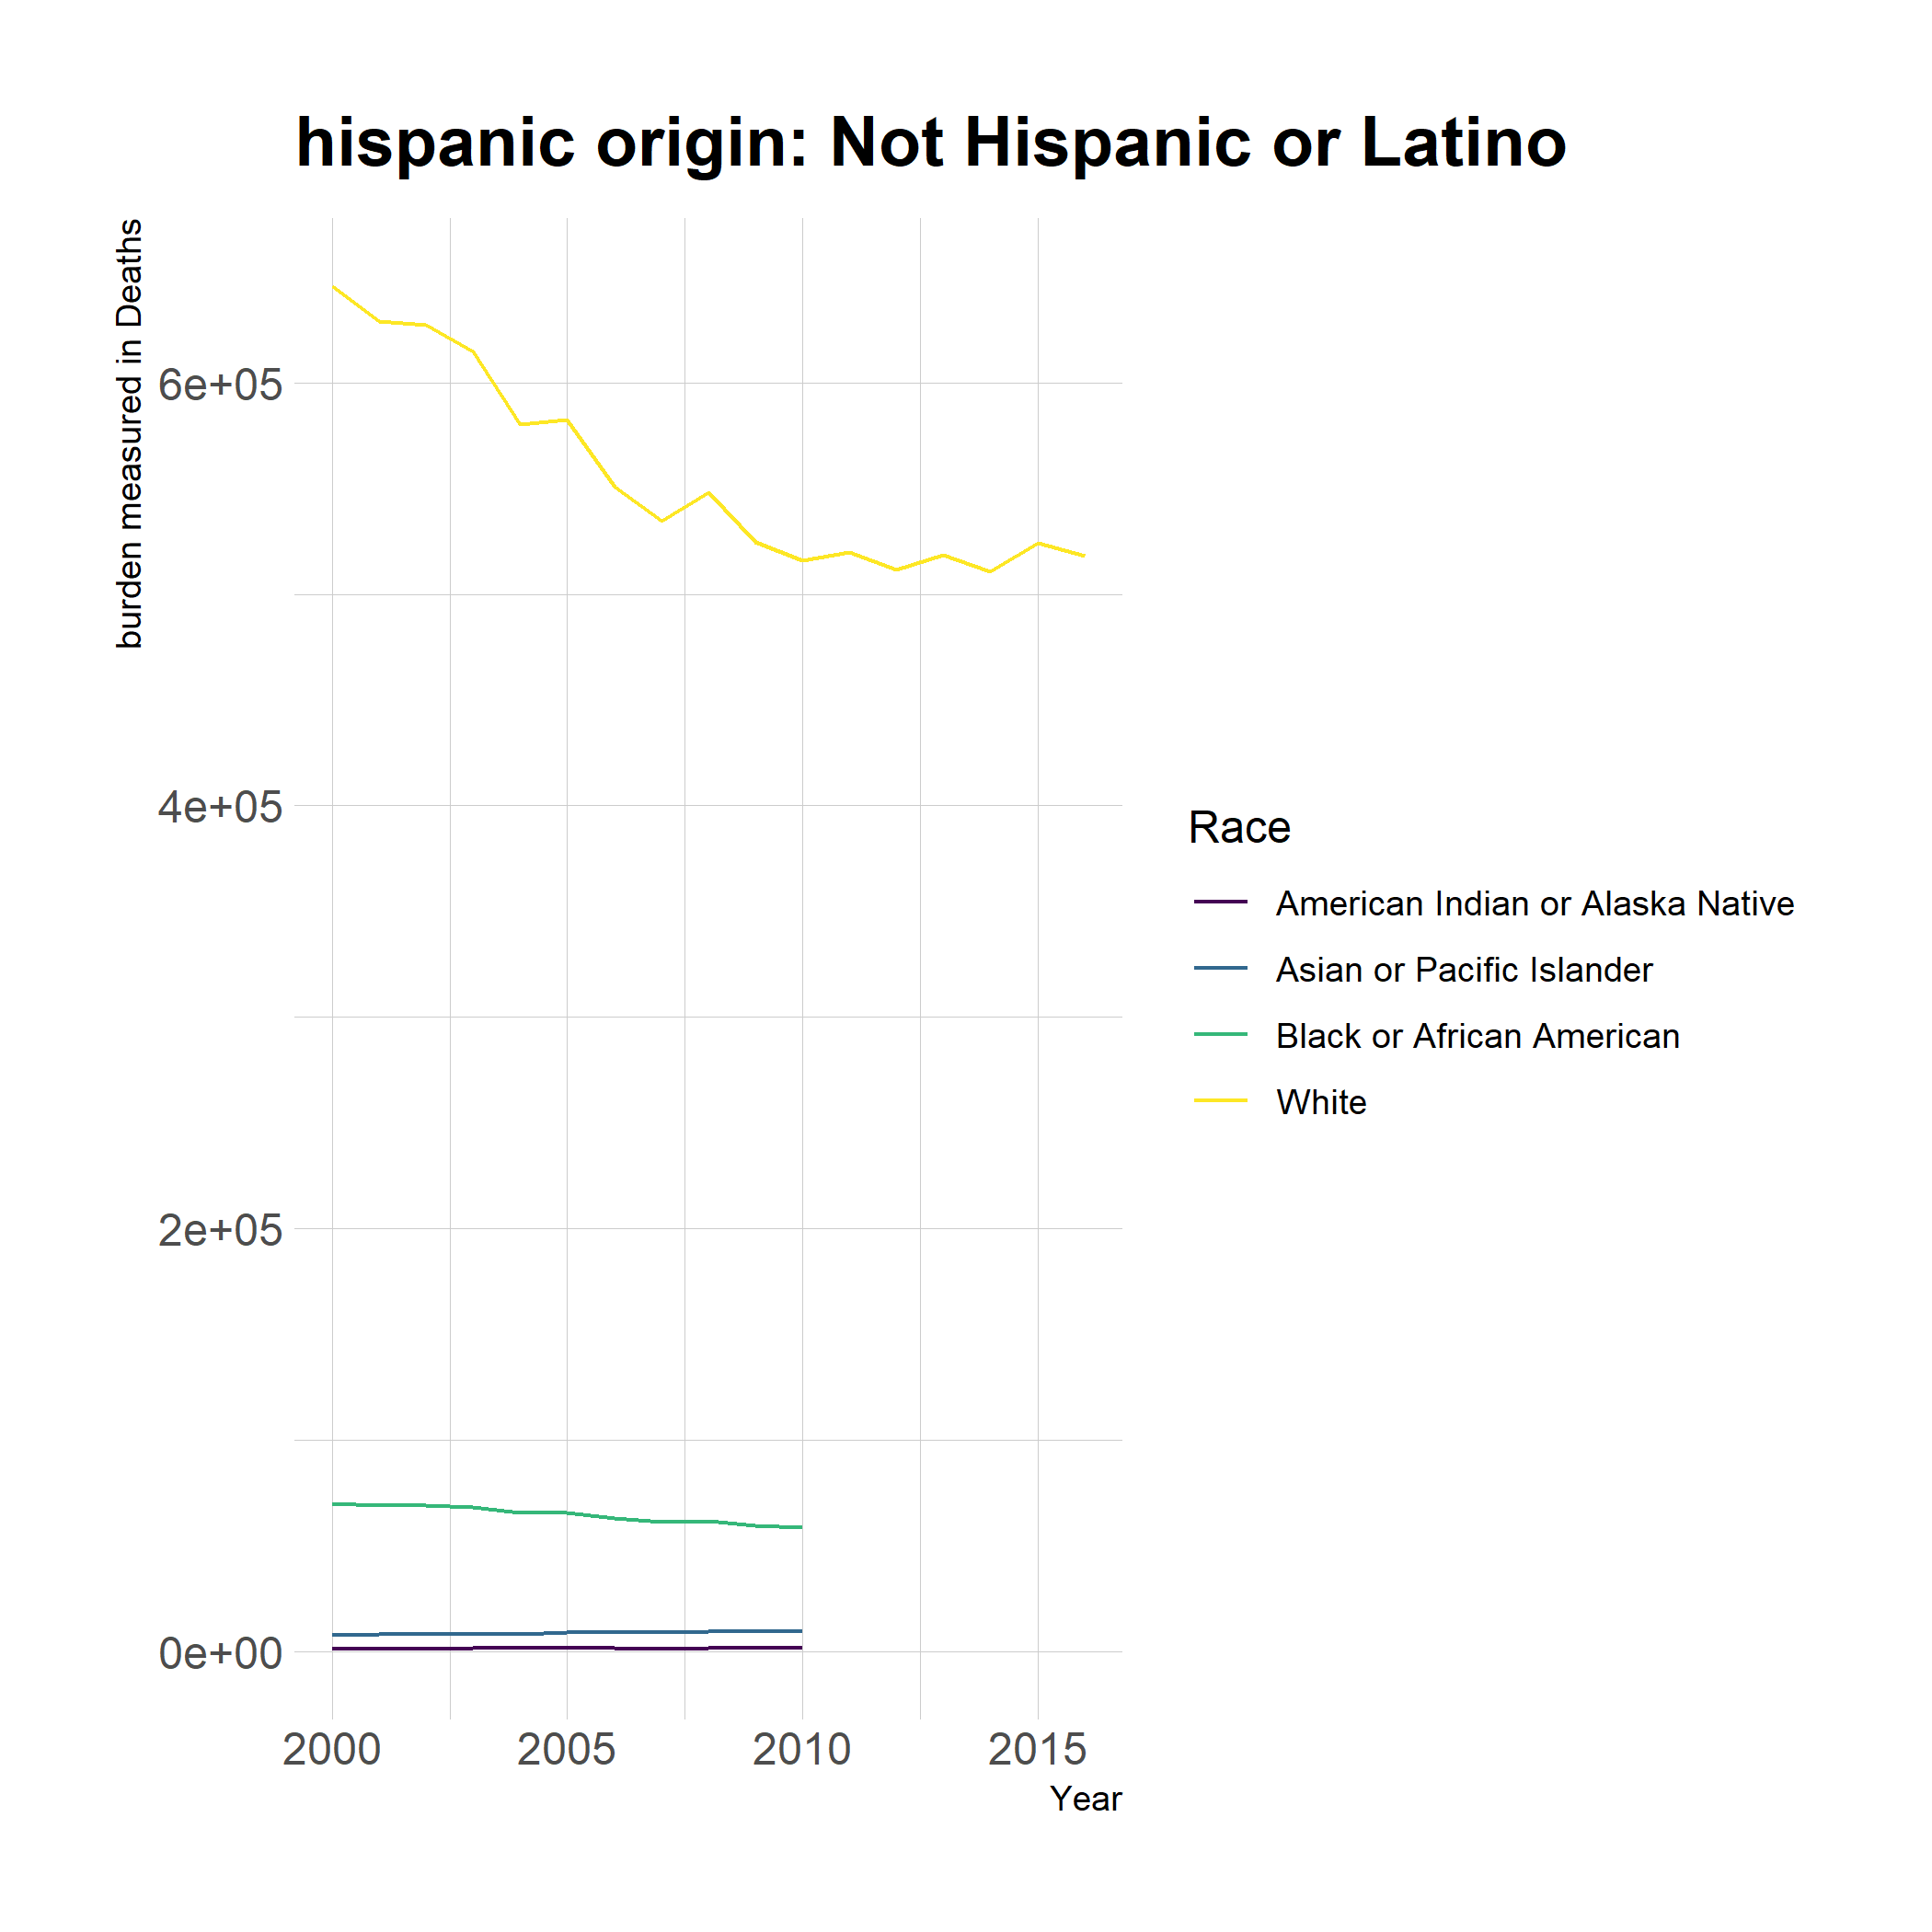 hispanic origin: Not Hispanic or Latino
burden measured in Deaths
6e+05
4e+05
2e+05
0e+00
2000 2005 2010 2015
Year
Race
American Indian or Alaska Native
Asian or Pacific Islander
Black or African American
White